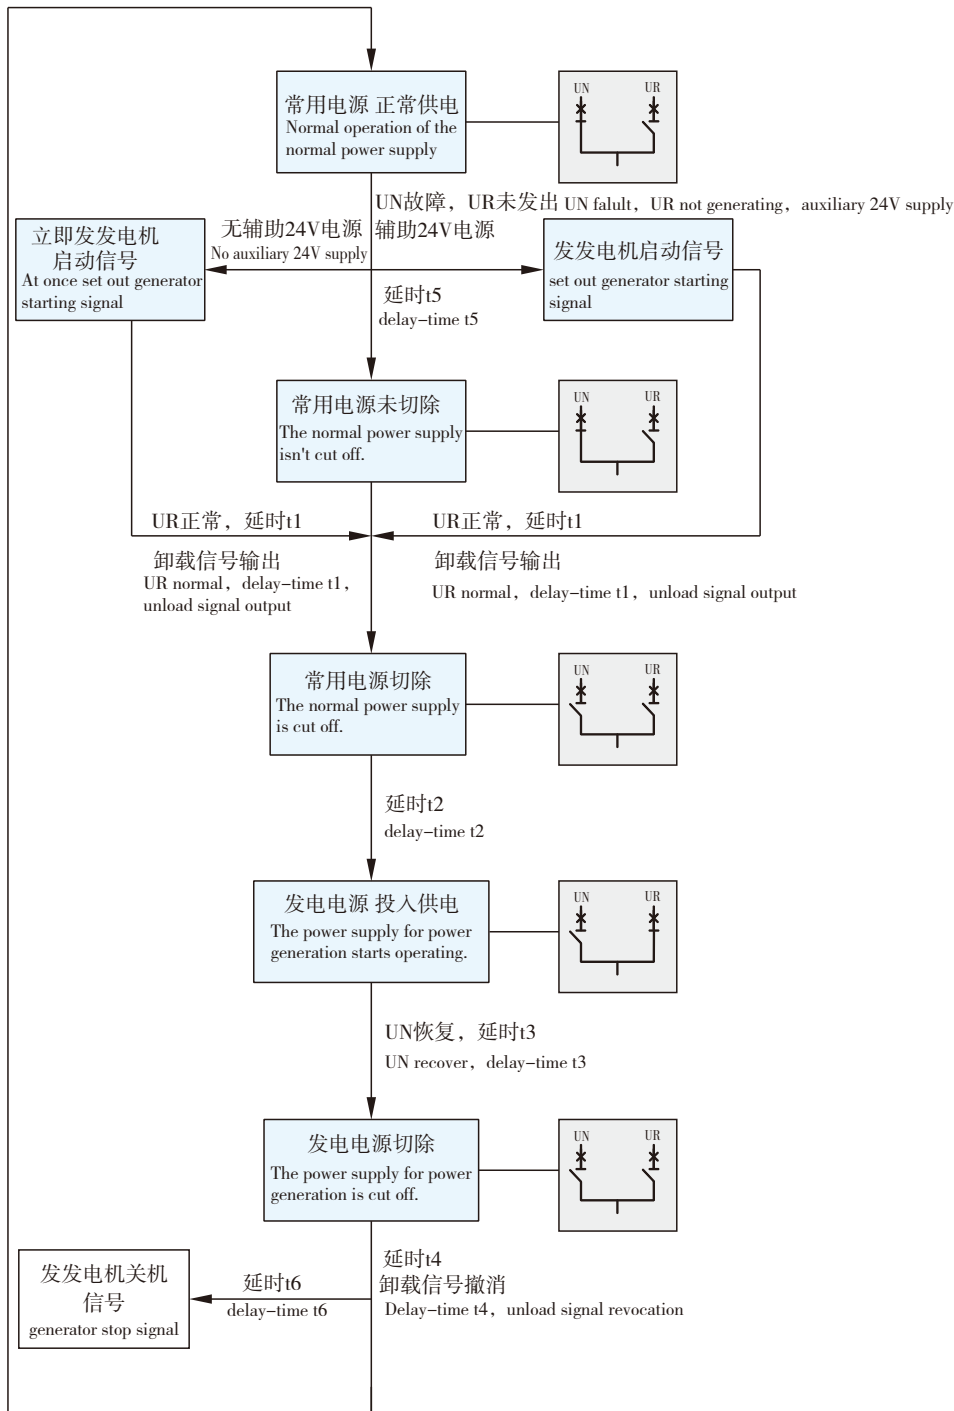 常用电源 正常供电
Normal operation of the
normal power supply
UN UR
UN故障，UR未发出 UN falult，UR not generating，auxiliary 24V supply
无辅助24V电源
辅助24V电源
No auxiliary 24V supply
立即发发电机
启动信号
At once set out generator
starting signal
发发电机启动信号
set out generator starting
signal
延时t5
delay-time t5
常用电源未切除
The normal power supply
isn't cut off.
UN UR
UR正常，延时t1
卸载信号输出
UR normal，delay-time t1，
unload signal output
UR正常，延时t1
卸载信号输出
UR normal，delay-time t1，unload signal output
常用电源切除
The normal power supply
is cut off.
UN UR
延时t2
delay-time t2
发电电源 投入供电
The power supply for power
generation starts operating.
UN UR
UN恢复，延时t3
UN recover，delay-time t3
发电电源切除
The power supply for power
generation is cut off.
UN UR
延时t4
卸载信号撤消
Delay-time t4，unload signal revocation
延时t6
delay-time t6
发发电机关机
信号
generator stop signal